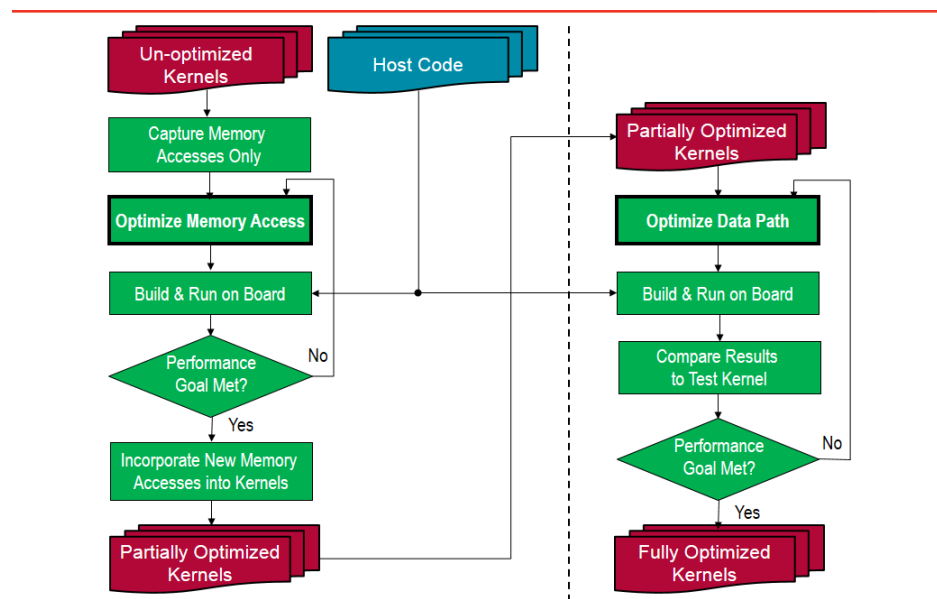 Un-optimized
Kernels
Host Code
Capture Memory
Accesses Only
Optimize Memory Access
Build & Run on Board
Performance
Goal Met?
No
Yes
Incorporate New Memory
Accesses into Kernels
Partially Optimized
Kernels
Partially Optimized
Kernels
Optimize Data Path
Build & Run on Board
Compare Results
to Test Kernel
Performance
Goal Met?
No
Yes
Fully Optimized
Kernels